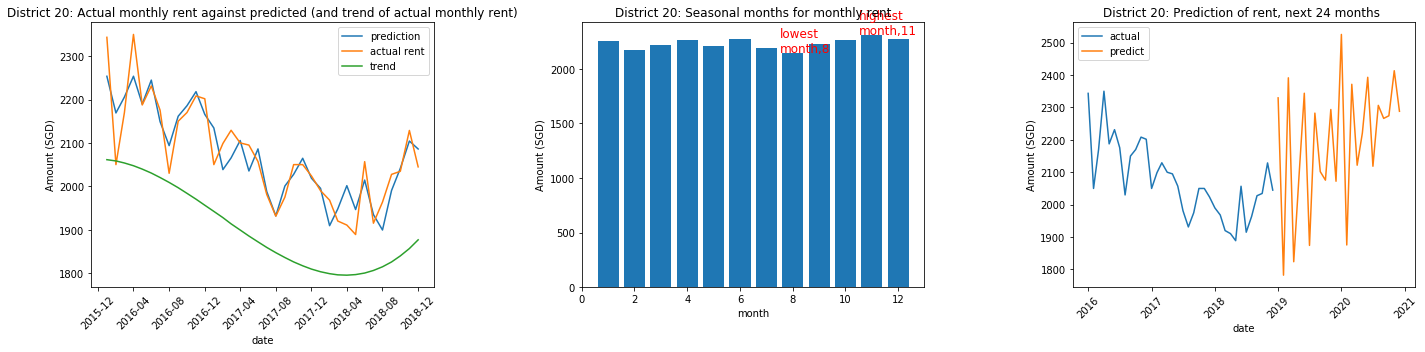 District 20: Actual monthly rent against predicted (and trend of actual monthly rent)
prediction
actual rent
trend
Amount (SGD)
2300
2200
2100
2000
1900
1800
2015-12
2016-04
2016-08
2016-12
2017-04
2017-08
2017-12
2018-04
2018-08
2018-12
date
District 20: Seasonal months for monthly rent
lowest
month,8
highest
month,11
Amount (SGD)
2000
1500
1000
500
0
0
2
4
6
8
10
12
month
District 20: Prediction of rent, next 24 months
actual
predict
Amount (SGD)
2500
2400
2300
2200
2100
2000
1900
1800
2016
2017
2018
2019
2020
2021
date